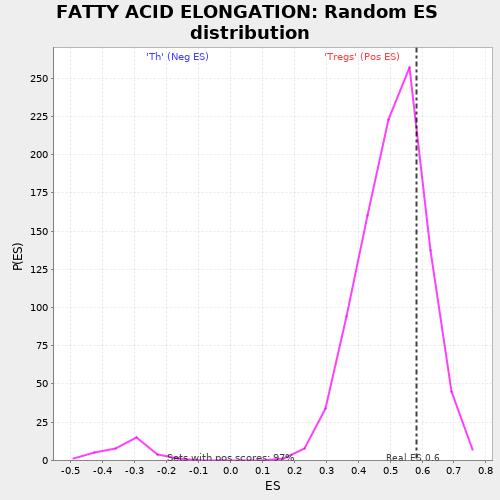 FATTY ACID ELONGATION: Random ES
distribution
'Th' (Neg ES)
'Tregs' (Pos ES)
250
225
200
175
150
125
100
75
50
25
0
P(ES)
Sets with pos scores: 97%
Real ES 0.6
-0.5 -0.4 -0.3 -0.2 -0.1 0.0 0.1 0.2 0.3 0.4 0.5 0.6 0.7 0.8
ES